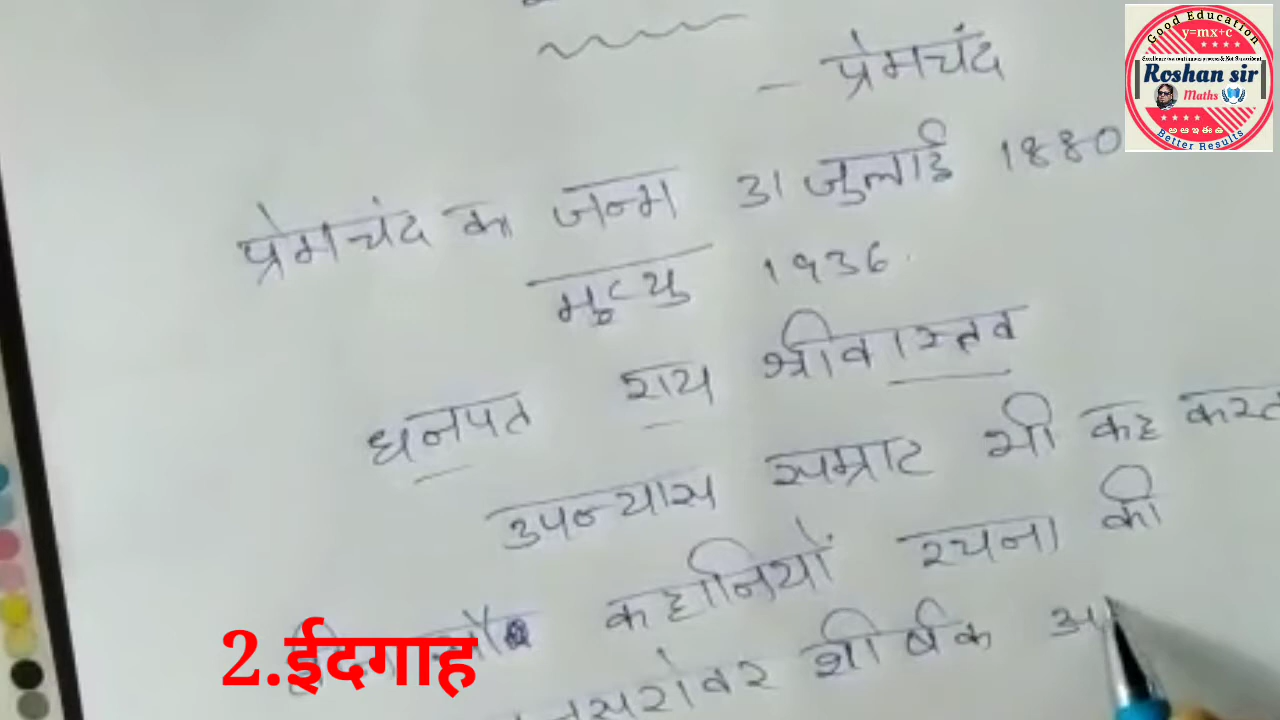 — प्रेमचंद
प्रेमचंद का जन्म 31 जुलाई 1880
मृत्यु 1936.
धनपत राय श्रीवास्तव
उपन्यास सम्राट भी कह कस्त
कहानियों रचना की
शीर्षक
2.ईदगाह
Good Education
y=mx+c
Roshan sir
Maths
Better Results